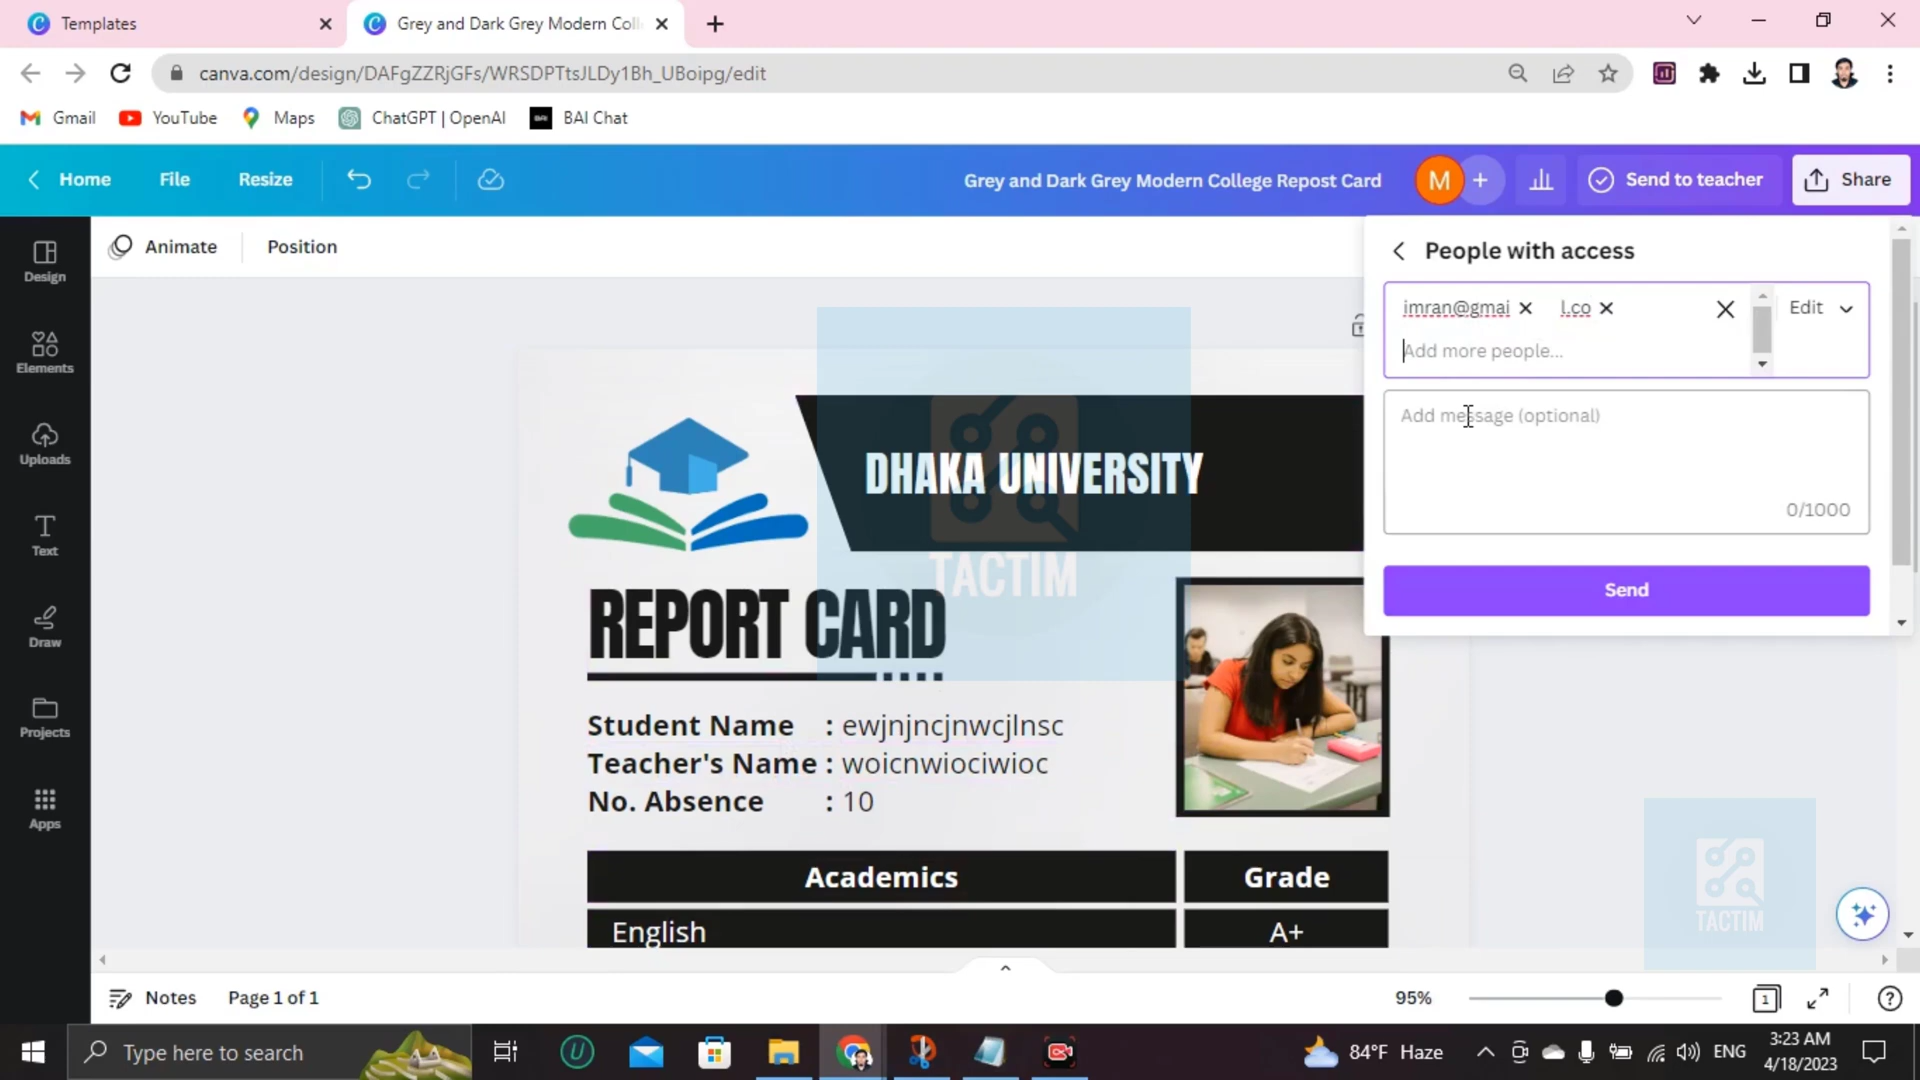 Templates
Grey and Dark Grey Modern Coll
canva.com/design/DAFgZZRjGFs/WRSDPTtsJLDy1Bh_UBoipg/edit
Gmail YouTube Maps ChatGPT | OpenAI BAI Chat
Home File Resize Grey and Dark Grey Modern College Repost Card M + Send to teacher Share
Animate Position
Design
Elements
Uploads
Text
Draw
Projects
Apps
People with access
imran@gmai l.co Edit
Add more people...
Add message (optional)
0/1000
Send
DHAKA UNIVERSITY
TACTIM
REPORT CARD
Student Name : ewjnjncjnwcjlnsc
Teacher's Name : woicnwiociwioc
No. Absence : 10
Academics Grade
English A+
TACTIM
Notes Page 1 of 1 95% 1
Type here to search 84°F Haze ENG 3:23 AM
4/18/2023